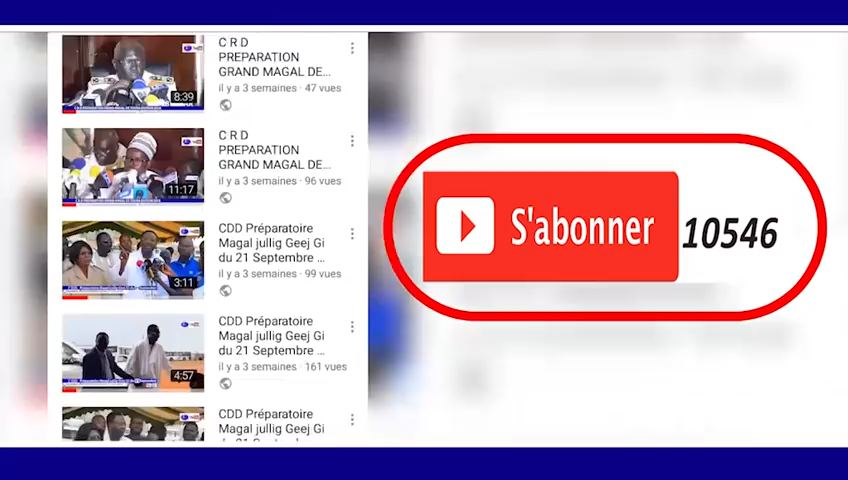 C R D
PREPARATION
GRAND MAGAL DE...
il y a 3 semaines · 47 vues
8:39
C R D
PREPARATION
GRAND MAGAL DE...
il y a 3 semaines · 96 vues
11:17
CDD Préparatoire
Magal jullig Geej Gi
du 21 Septembre ...
il y a 3 semaines · 99 vues
3:11
CDD Préparatoire
Magal jullig Geej Gi
du 21 Septembre ...
il y a 3 semaines · 161 vues
4:57
CDD Préparatoire
Magal jullig Geej Gi
S'abonner
10546